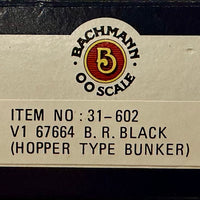 BACHMANN
B
OO SCALE
ITEM NO : 31-602
V1 67664 B. R. BLACK
(HOPPER TYPE BUNKER)